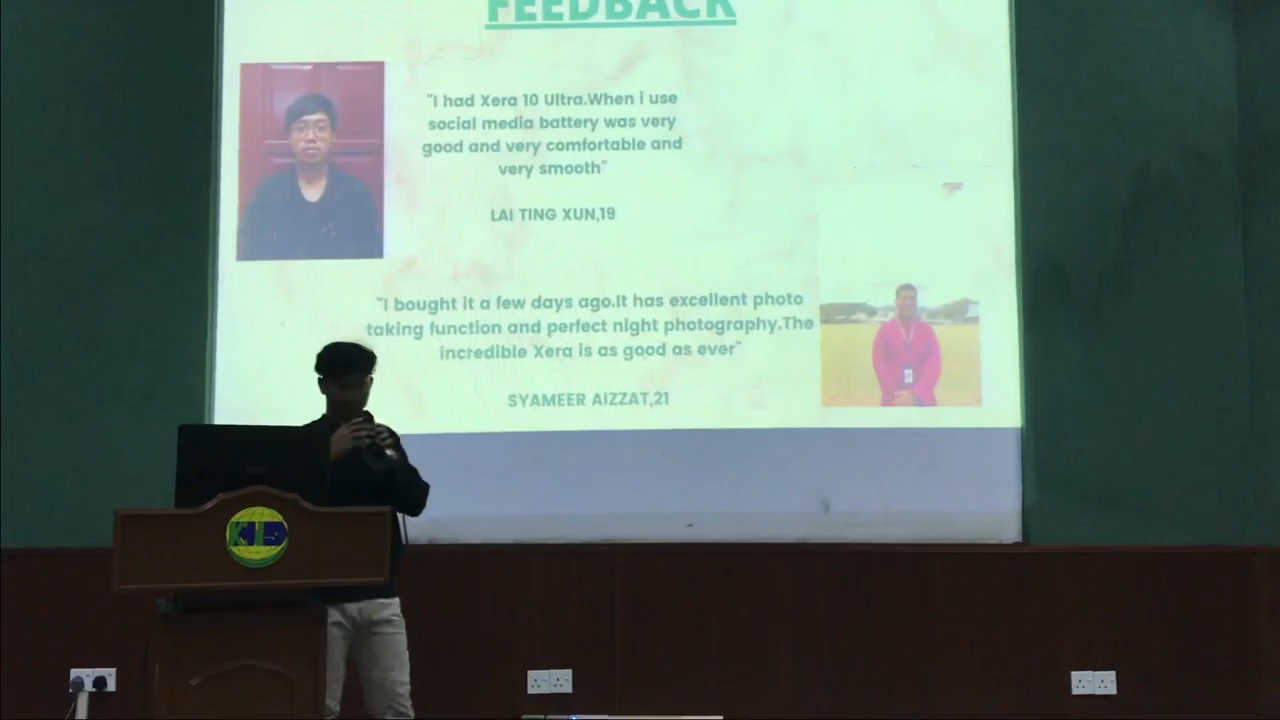 FEEDBACK
"I had Xera 10 Ultra.When i use
social media battery was very
good and very comfortable and
very smooth"
LAI TING XUN,19
"I bought it a few days ago.It has excellent photo
taking function and perfect night photography.The
incredible Xera is as good as ever"
SYAMEER AIZZAT,21